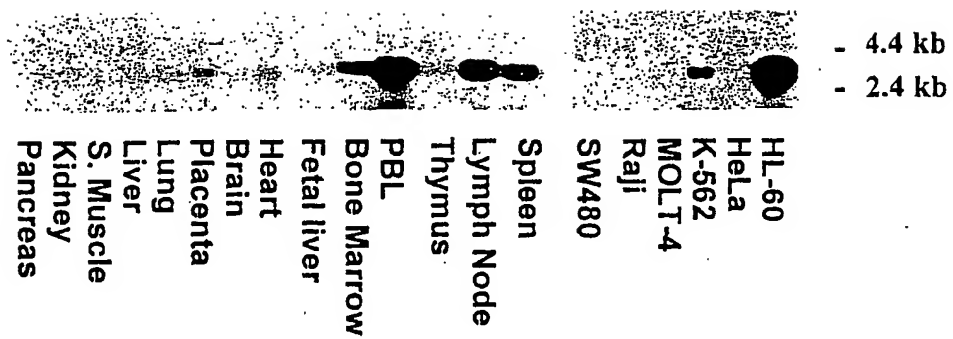 - 4.4 kb
- 2.4 kb
Pancreas
Kidney
S. Muscle
Liver
Lung
Placenta
Brain
Heart
Fetal liver
Bone Marrow
PBL
Thymus
Lymph Node
Spleen
SW480
Raji
MOLT-4
K-562
HeLa
HL-60